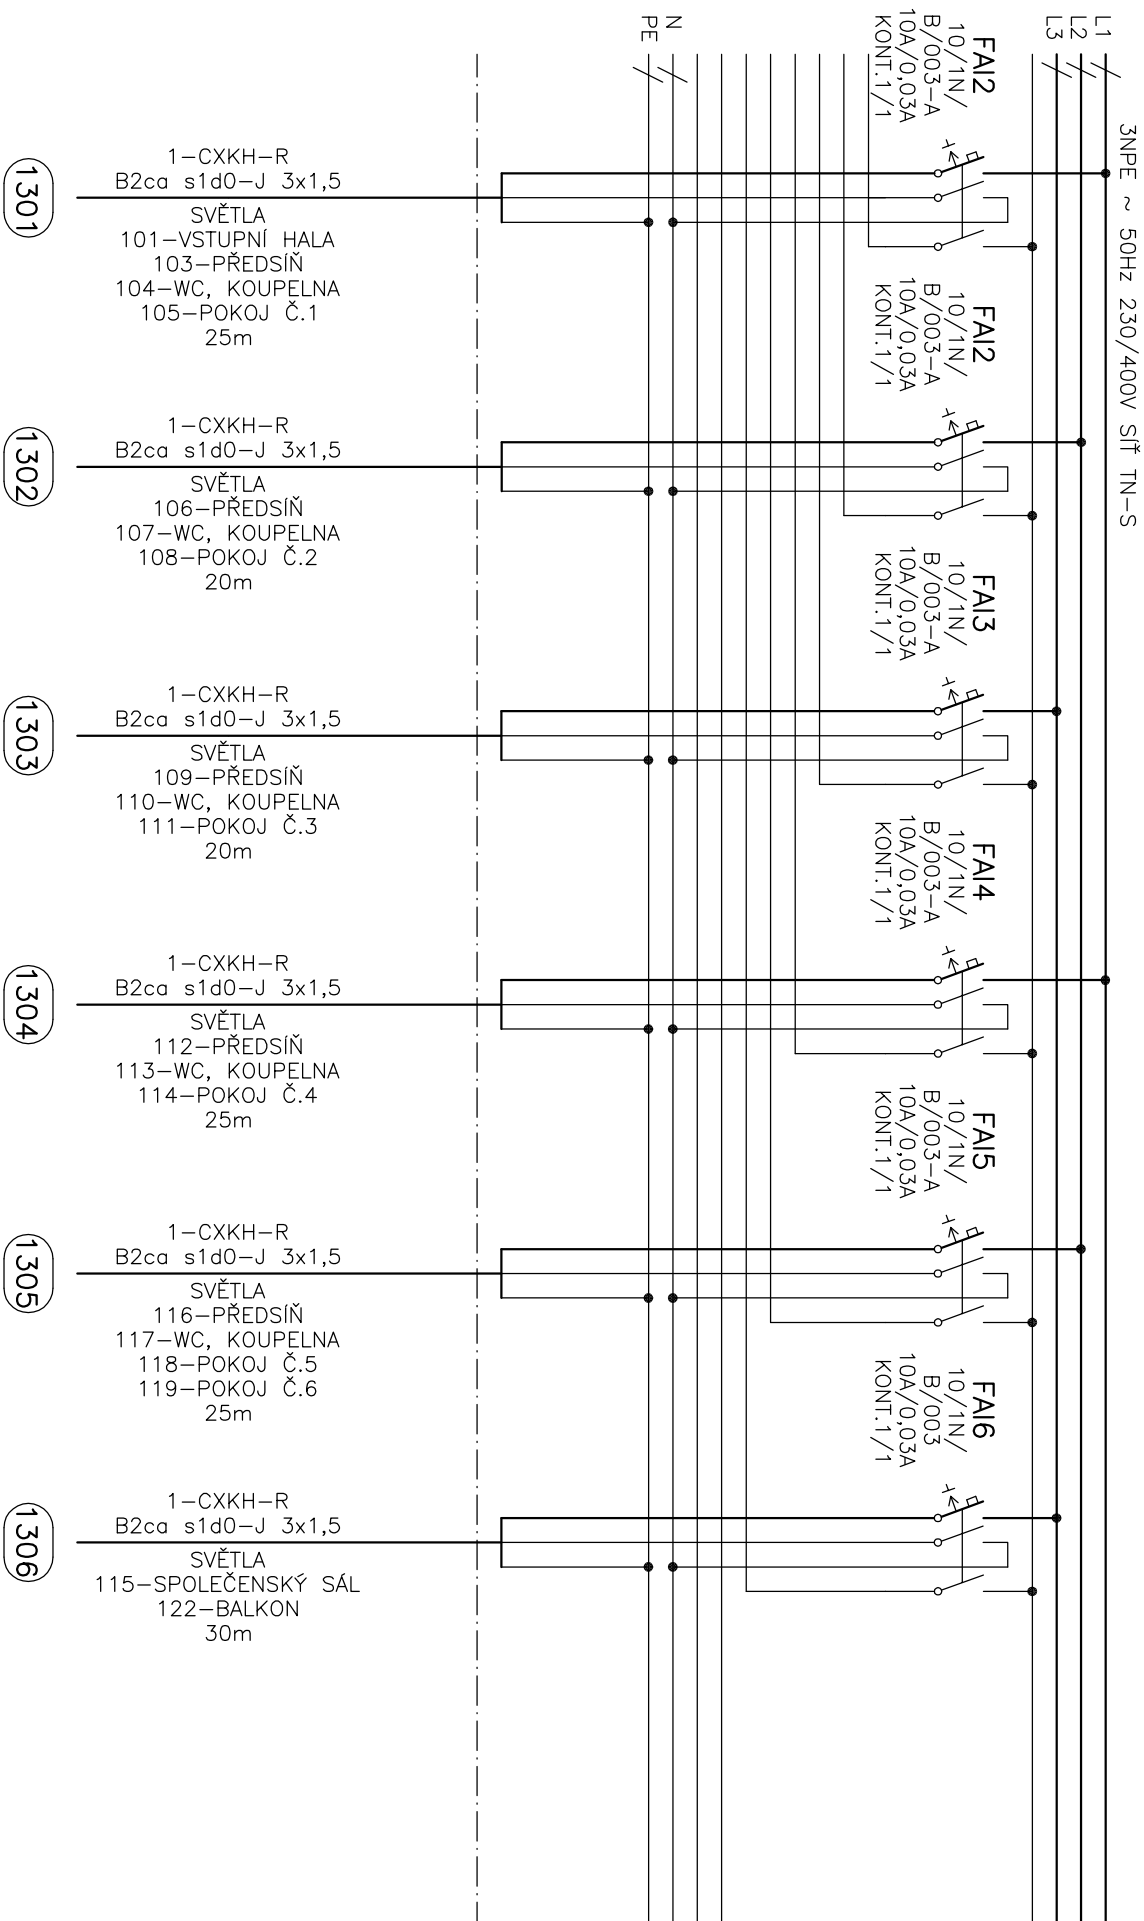 3NPE ~ 50Hz 230/400V SÍŤ TN-S
L1
L2
L3
N
PE
FAI2
10/1N/
B/003-A
10A/0,03A
KONT.1/1
1-CXKH-R
B2ca s1d0-J 3x1,5
SVĚTLA
101-VSTUPNÍ HALA
103-PŘEDSÍŇ
104-WC, KOUPELNA
105-POKOJ Č.1
25m
1301
FAI2
10/1N/
B/003-A
10A/0,03A
KONT.1/1
1-CXKH-R
B2ca s1d0-J 3x1,5
SVĚTLA
106-PŘEDSÍŇ
107-WC, KOUPELNA
108-POKOJ Č.2
20m
1302
FAI3
10/1N/
B/003-A
10A/0,03A
KONT.1/1
1-CXKH-R
B2ca s1d0-J 3x1,5
SVĚTLA
109-PŘEDSÍŇ
110-WC, KOUPELNA
111-POKOJ Č.3
20m
1303
FAI4
10/1N/
B/003-A
10A/0,03A
KONT.1/1
1-CXKH-R
B2ca s1d0-J 3x1,5
SVĚTLA
112-PŘEDSÍŇ
113-WC, KOUPELNA
114-POKOJ Č.4
25m
1304
FAI5
10/1N/
B/003-A
10A/0,03A
KONT.1/1
1-CXKH-R
B2ca s1d0-J 3x1,5
SVĚTLA
116-PŘEDSÍŇ
117-WC, KOUPELNA
118-POKOJ Č.5
119-POKOJ Č.6
25m
1305
FAI6
10/1N/
B/003
10A/0,03A
KONT.1/1
1-CXKH-R
B2ca s1d0-J 3x1,5
SVĚTLA
115-SPOLEČENSKÝ SÁL
122-BALKON
30m
1306